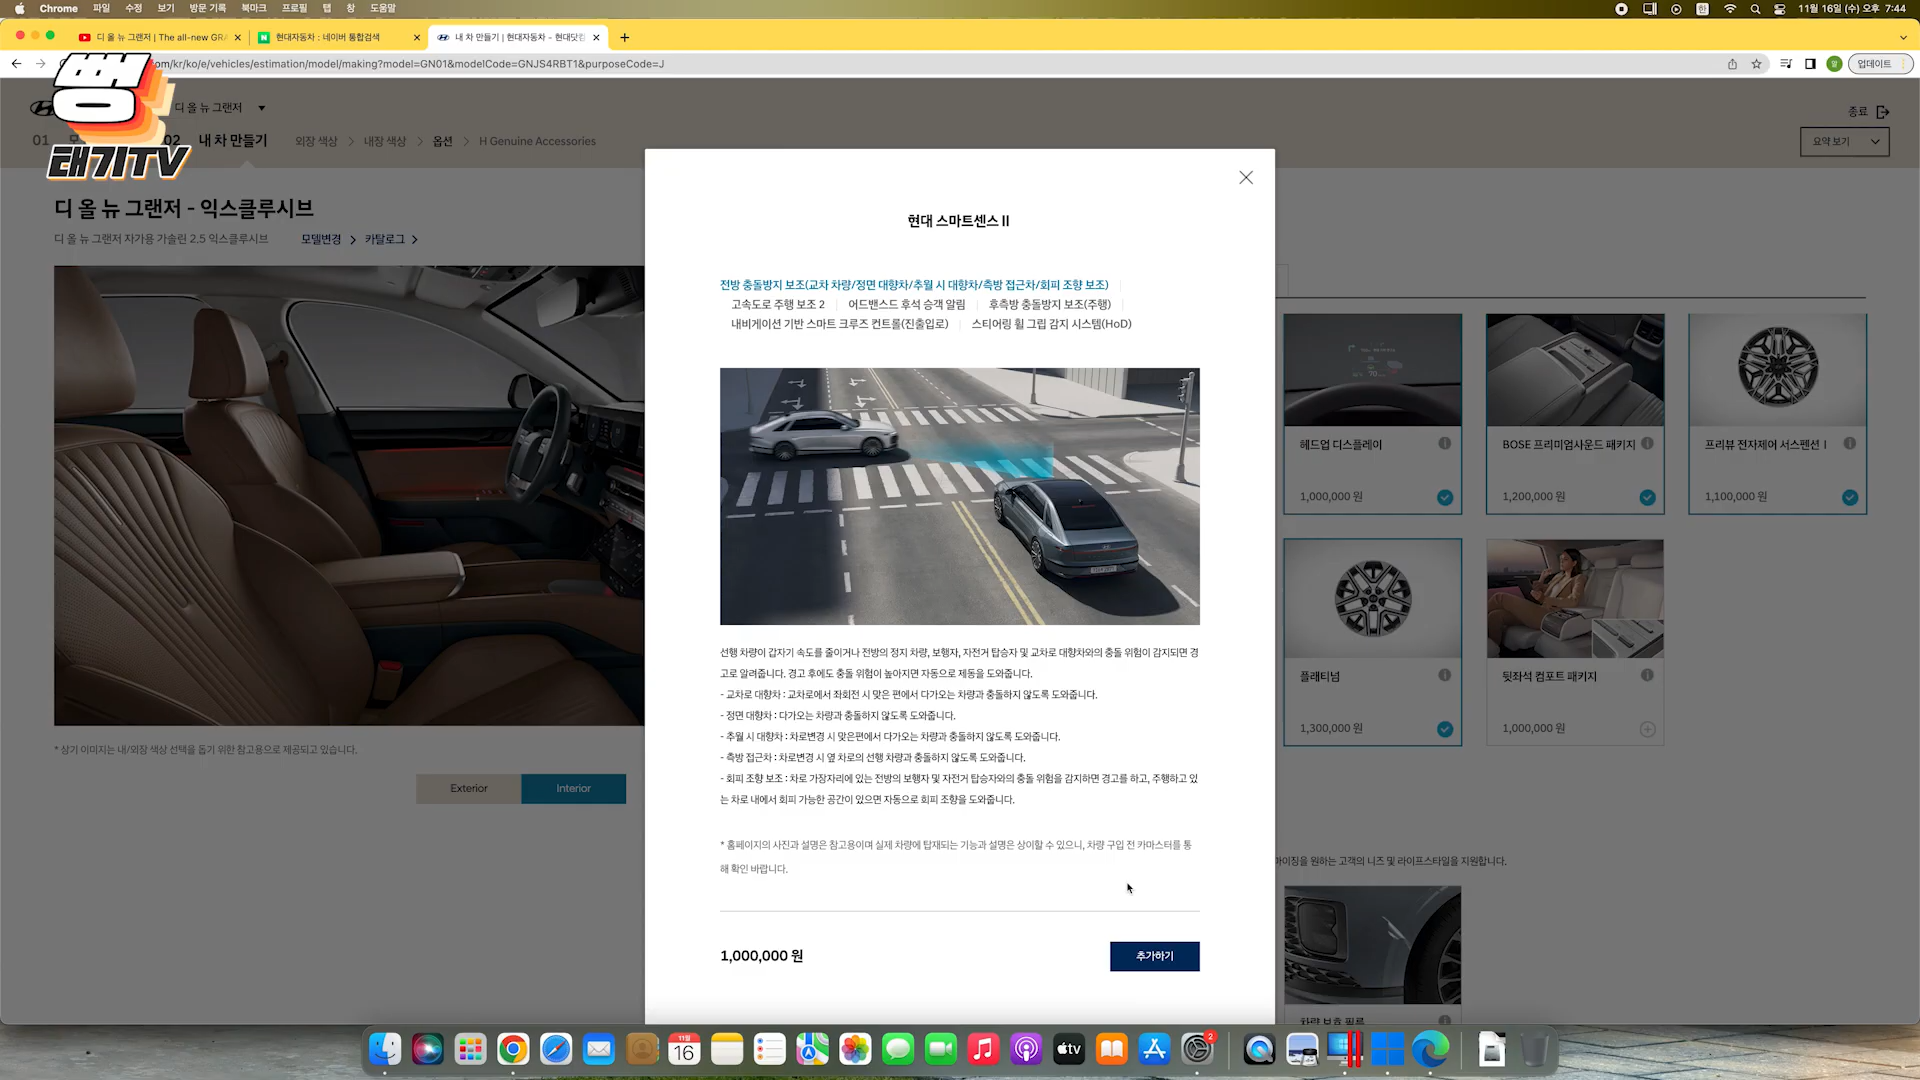 Chrome 파일 수정 보기 방문 기록 북마크 프로필 탭 창 도움말
한 11월 16일 (수) 오후 7:44
디 올 뉴 그랜저 | The all-new GRA
현대자동차 : 네이버 통합검색
내 차 만들기 | 현대자동차 - 현대닷컴
om/kr/ko/e/vehicles/estimation/model/making?model=GN01&modelCode=GNJS4RBT1&purposeCode=J
업데이트
태기TV
디 올 뉴 그랜저
종료
01
02 내 차 만들기
외장 색상 > 내장 색상 > 옵션 > H Genuine Accessories
요약 보기
디 올 뉴 그랜저 - 익스클루시브
디 올 뉴 그랜저 자가용 가솔린 2.5 익스클루시브
모델변경 > 카탈로그 >
* 상기 이미지는 내/외장 색상 선택을 돕기 위한 참고용으로 제공되고 있습니다.
Exterior
Interior
현대 스마트센스 II
전방 충돌방지 보조(교차 차량/정면 대향차/추월 시 대향차/측방 접근차/회피 조향 보조)
고속도로 주행 보조 2 | 어드밴스드 후석 승객 알림 | 후측방 충돌방지 보조(주행)
내비게이션 기반 스마트 크루즈 컨트롤(진출입로) | 스티어링 휠 그립 감지 시스템(HoD)
선행 차량이 갑자기 속도를 줄이거나 전방의 정지 차량, 보행자, 자전거 탑승자 및 교차로 대향차와의 충돌 위험이 감지되면 경
고로 알려줍니다. 경고 후에도 충돌 위험이 높아지면 자동으로 제동을 도와줍니다.
- 교차로 대향차 : 교차로에서 좌회전 시 맞은 편에서 다가오는 차량과 충돌하지 않도록 도와줍니다.
- 정면 대향차 : 다가오는 차량과 충돌하지 않도록 도와줍니다.
- 추월 시 대향차 : 차로변경 시 맞은편에서 다가오는 차량과 충돌하지 않도록 도와줍니다.
- 측방 접근차 : 차로변경 시 옆 차로의 선행 차량과 충돌하지 않도록 도와줍니다.
- 회피 조향 보조 : 차로 가장자리에 있는 전방의 보행자 및 자전거 탑승자와의 충돌 위험을 감지하면 경고를 하고, 주행하고 있
는 차로 내에서 회피 가능한 공간이 있으면 자동으로 회피 조향을 도와줍니다.
* 홈페이지의 사진과 설명은 참고용이며 실제 차량에 탑재되는 기능과 설명은 상이할 수 있으니, 차량 구입 전 카마스터를 통
해 확인 바랍니다.
1,000,000 원
추가하기
헤드업 디스플레이
1,000,000 원
BOSE 프리미엄사운드 패키지
1,200,000 원
프리뷰 전자제어 서스펜션 I
1,100,000 원
플래티넘
1,300,000 원
뒷좌석 컴포트 패키지
1,000,000 원
마이징을 원하는 고객의 니즈 및 라이프스타일을 지원합니다.
차량 보호 필름
11월
16
tv
2